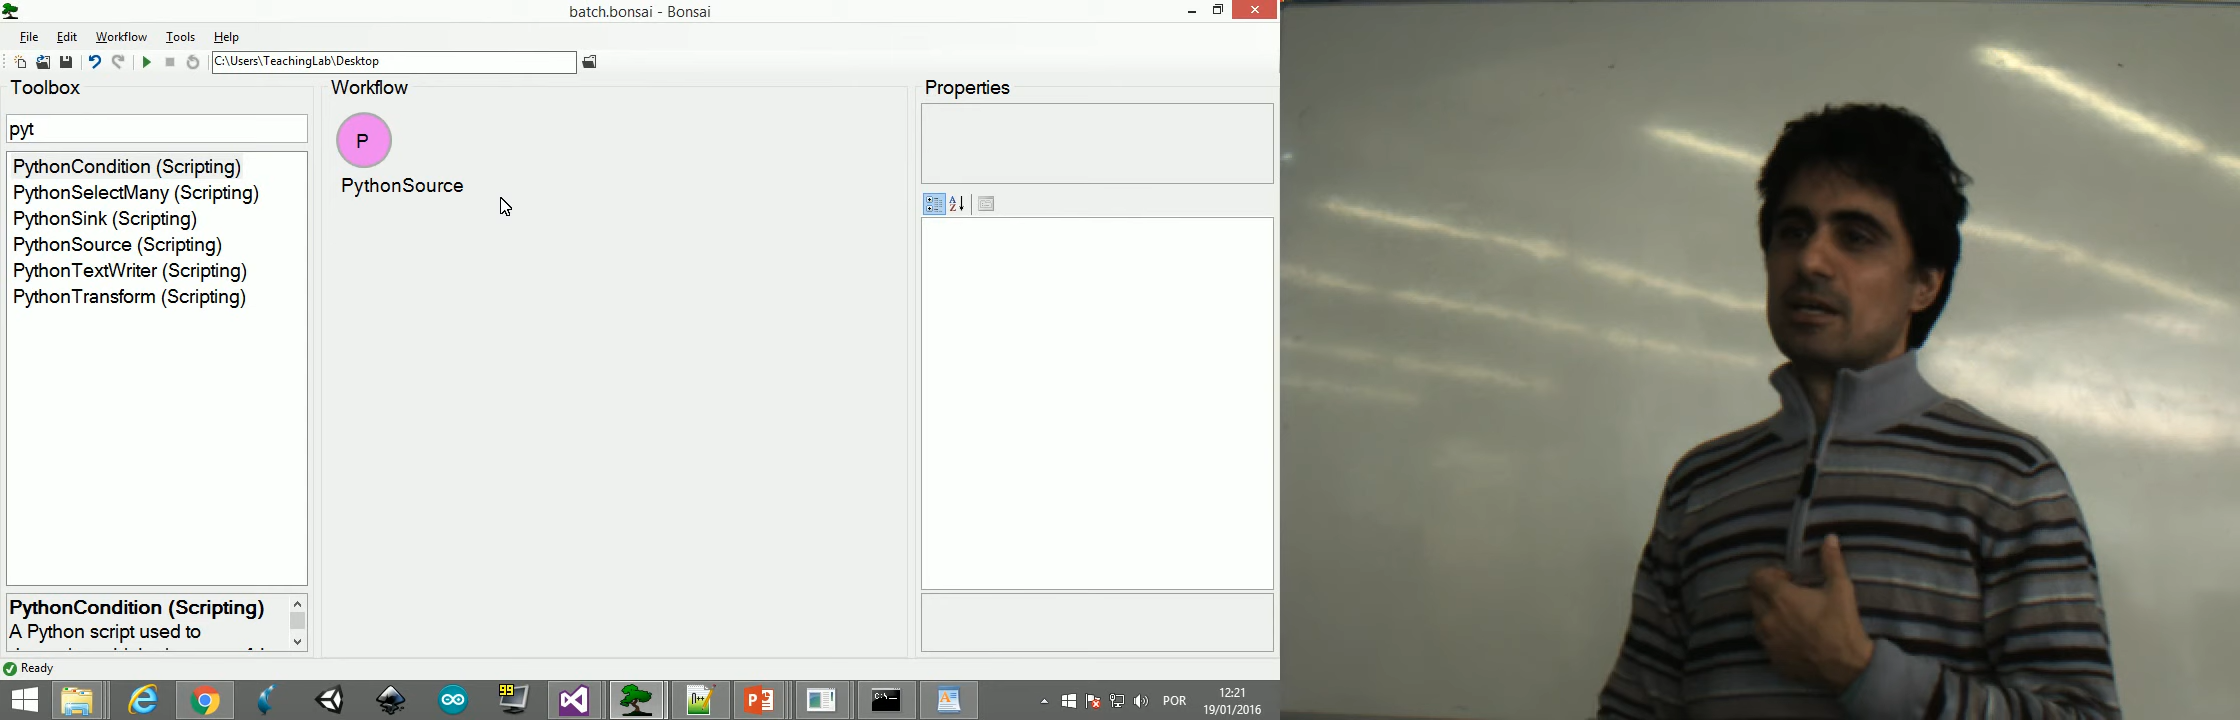 batch.bonsai - Bonsai
File Edit Workflow Tools Help
C:\Users\TeachingLab\Desktop
Toolbox
Workflow
Properties
pyt
PythonCondition (Scripting)
PythonSelectMany (Scripting)
PythonSink (Scripting)
PythonSource (Scripting)
PythonTextWriter (Scripting)
PythonTransform (Scripting)
P
PythonSource
PythonCondition (Scripting)
A Python script used to
Ready
99
POR
12:21
19/01/2016